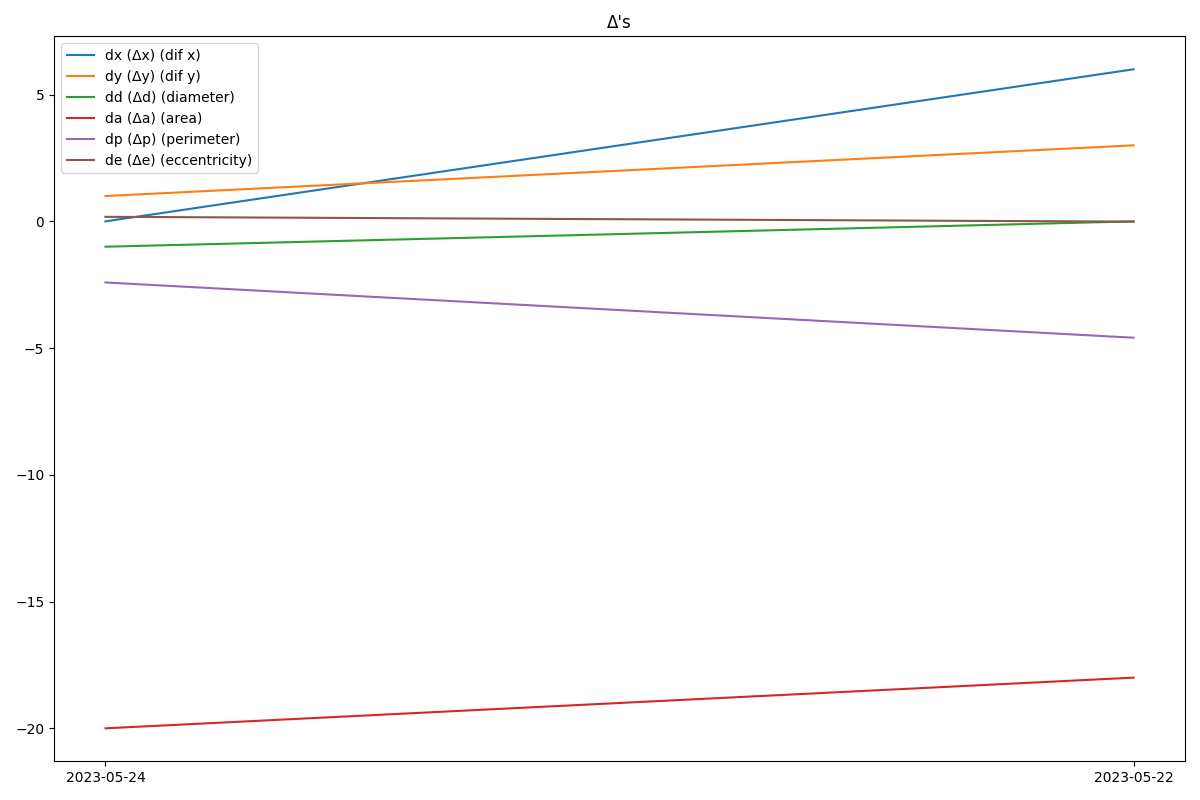 Δ's
dx (Δx) (dif x)
dy (Δy) (dif y)
dd (Δd) (diameter)
da (Δa) (area)
dp (Δp) (perimeter)
de (Δe) (eccentricity)
5
0
−5
−10
−15
−20
2023-05-24 2023-05-22